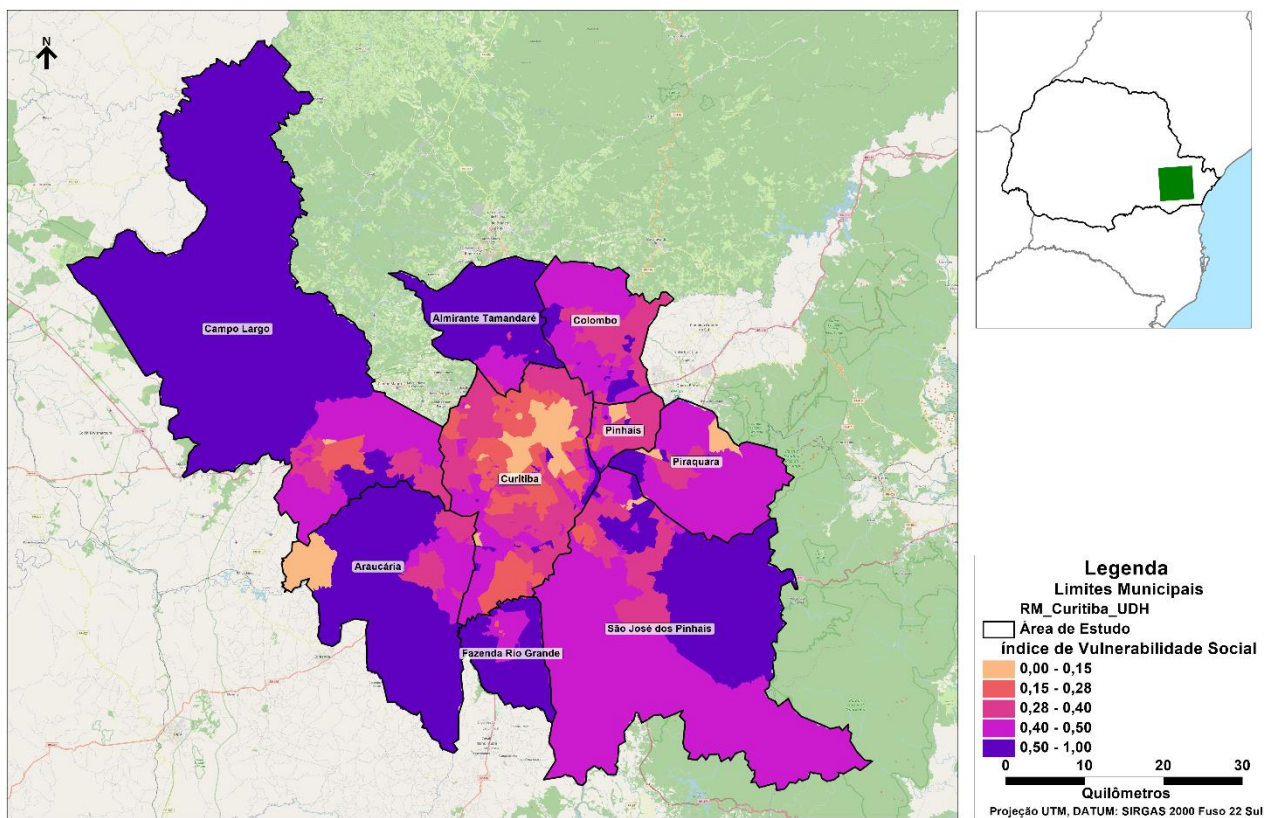 N
Campo Largo
Almirante Tamandaré
Colombo
Pinhais
Piraquara
Curitiba
Araucária
São José dos Pinhais
Fazenda Rio Grande
Legenda
Limites Municipais
RM_Curitiba_UDH
Área de Estudo
índice de Vulnerabilidade Social
0,00 - 0,15
0,15 - 0,28
0,28 - 0,40
0,40 - 0,50
0,50 - 1,00
0 10 20 30
Quilômetros
Projeção UTM, DATUM: SIRGAS 2000 Fuso 22 Sul